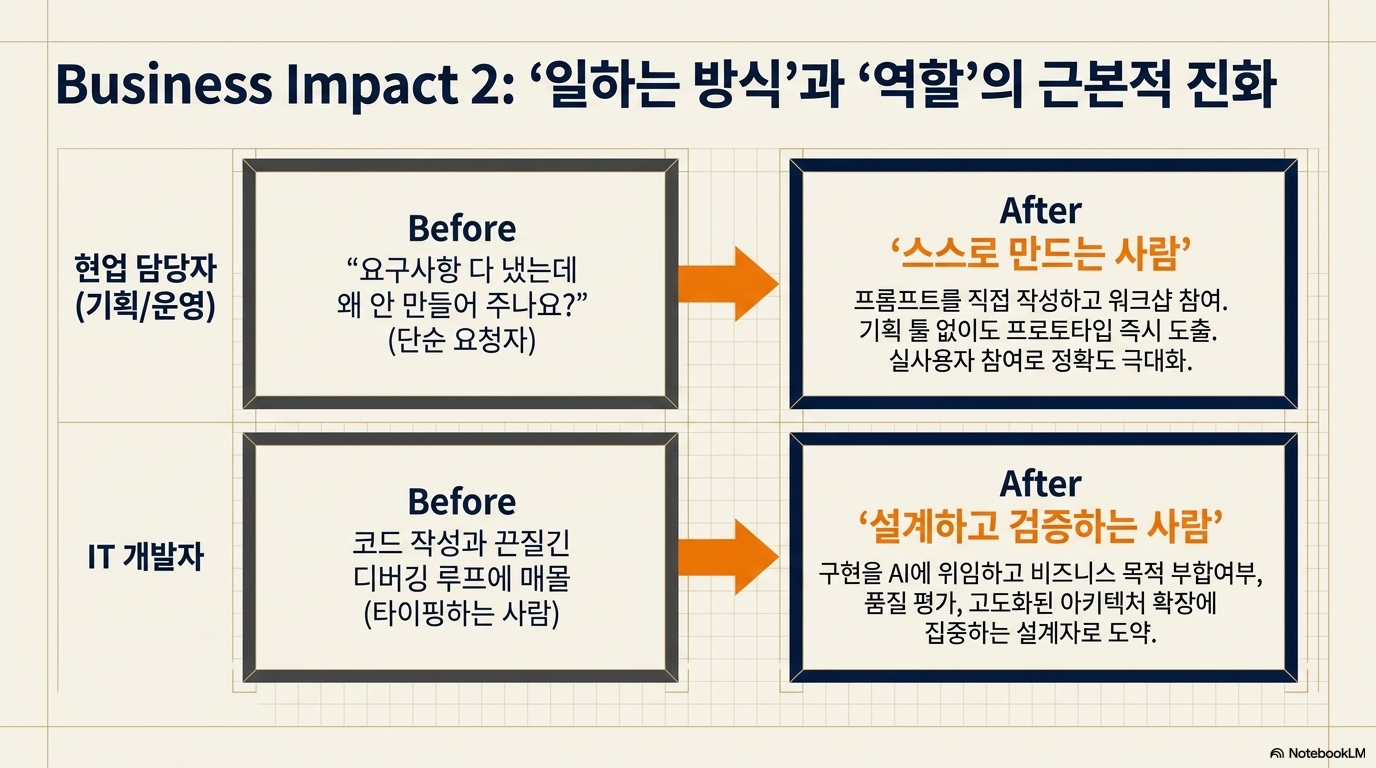 Business Impact 2: ‘일하는 방식’과 ‘역할’의 근본적 진화
현업 담당자
(기획/운영)
Before
“요구사항 다 냈는데
왜 안 만들어 주나요?”
(단순 요청자)
After
‘스스로 만드는 사람’
프롬프트를 직접 작성하고 워크샵 참여.
기획 툴 없이도 프로토타입 즉시 도출.
실사용자 참여로 정확도 극대화.
IT 개발자
Before
코드 작성과 끈질긴
디버깅 루프에 매몰
(타이핑하는 사람)
After
‘설계하고 검증하는 사람’
구현을 AI에 위임하고 비즈니스 목적 부합여부,
품질 평가, 고도화된 아키텍처 확장에
집중하는 설계자로 도약.
NotebookLM